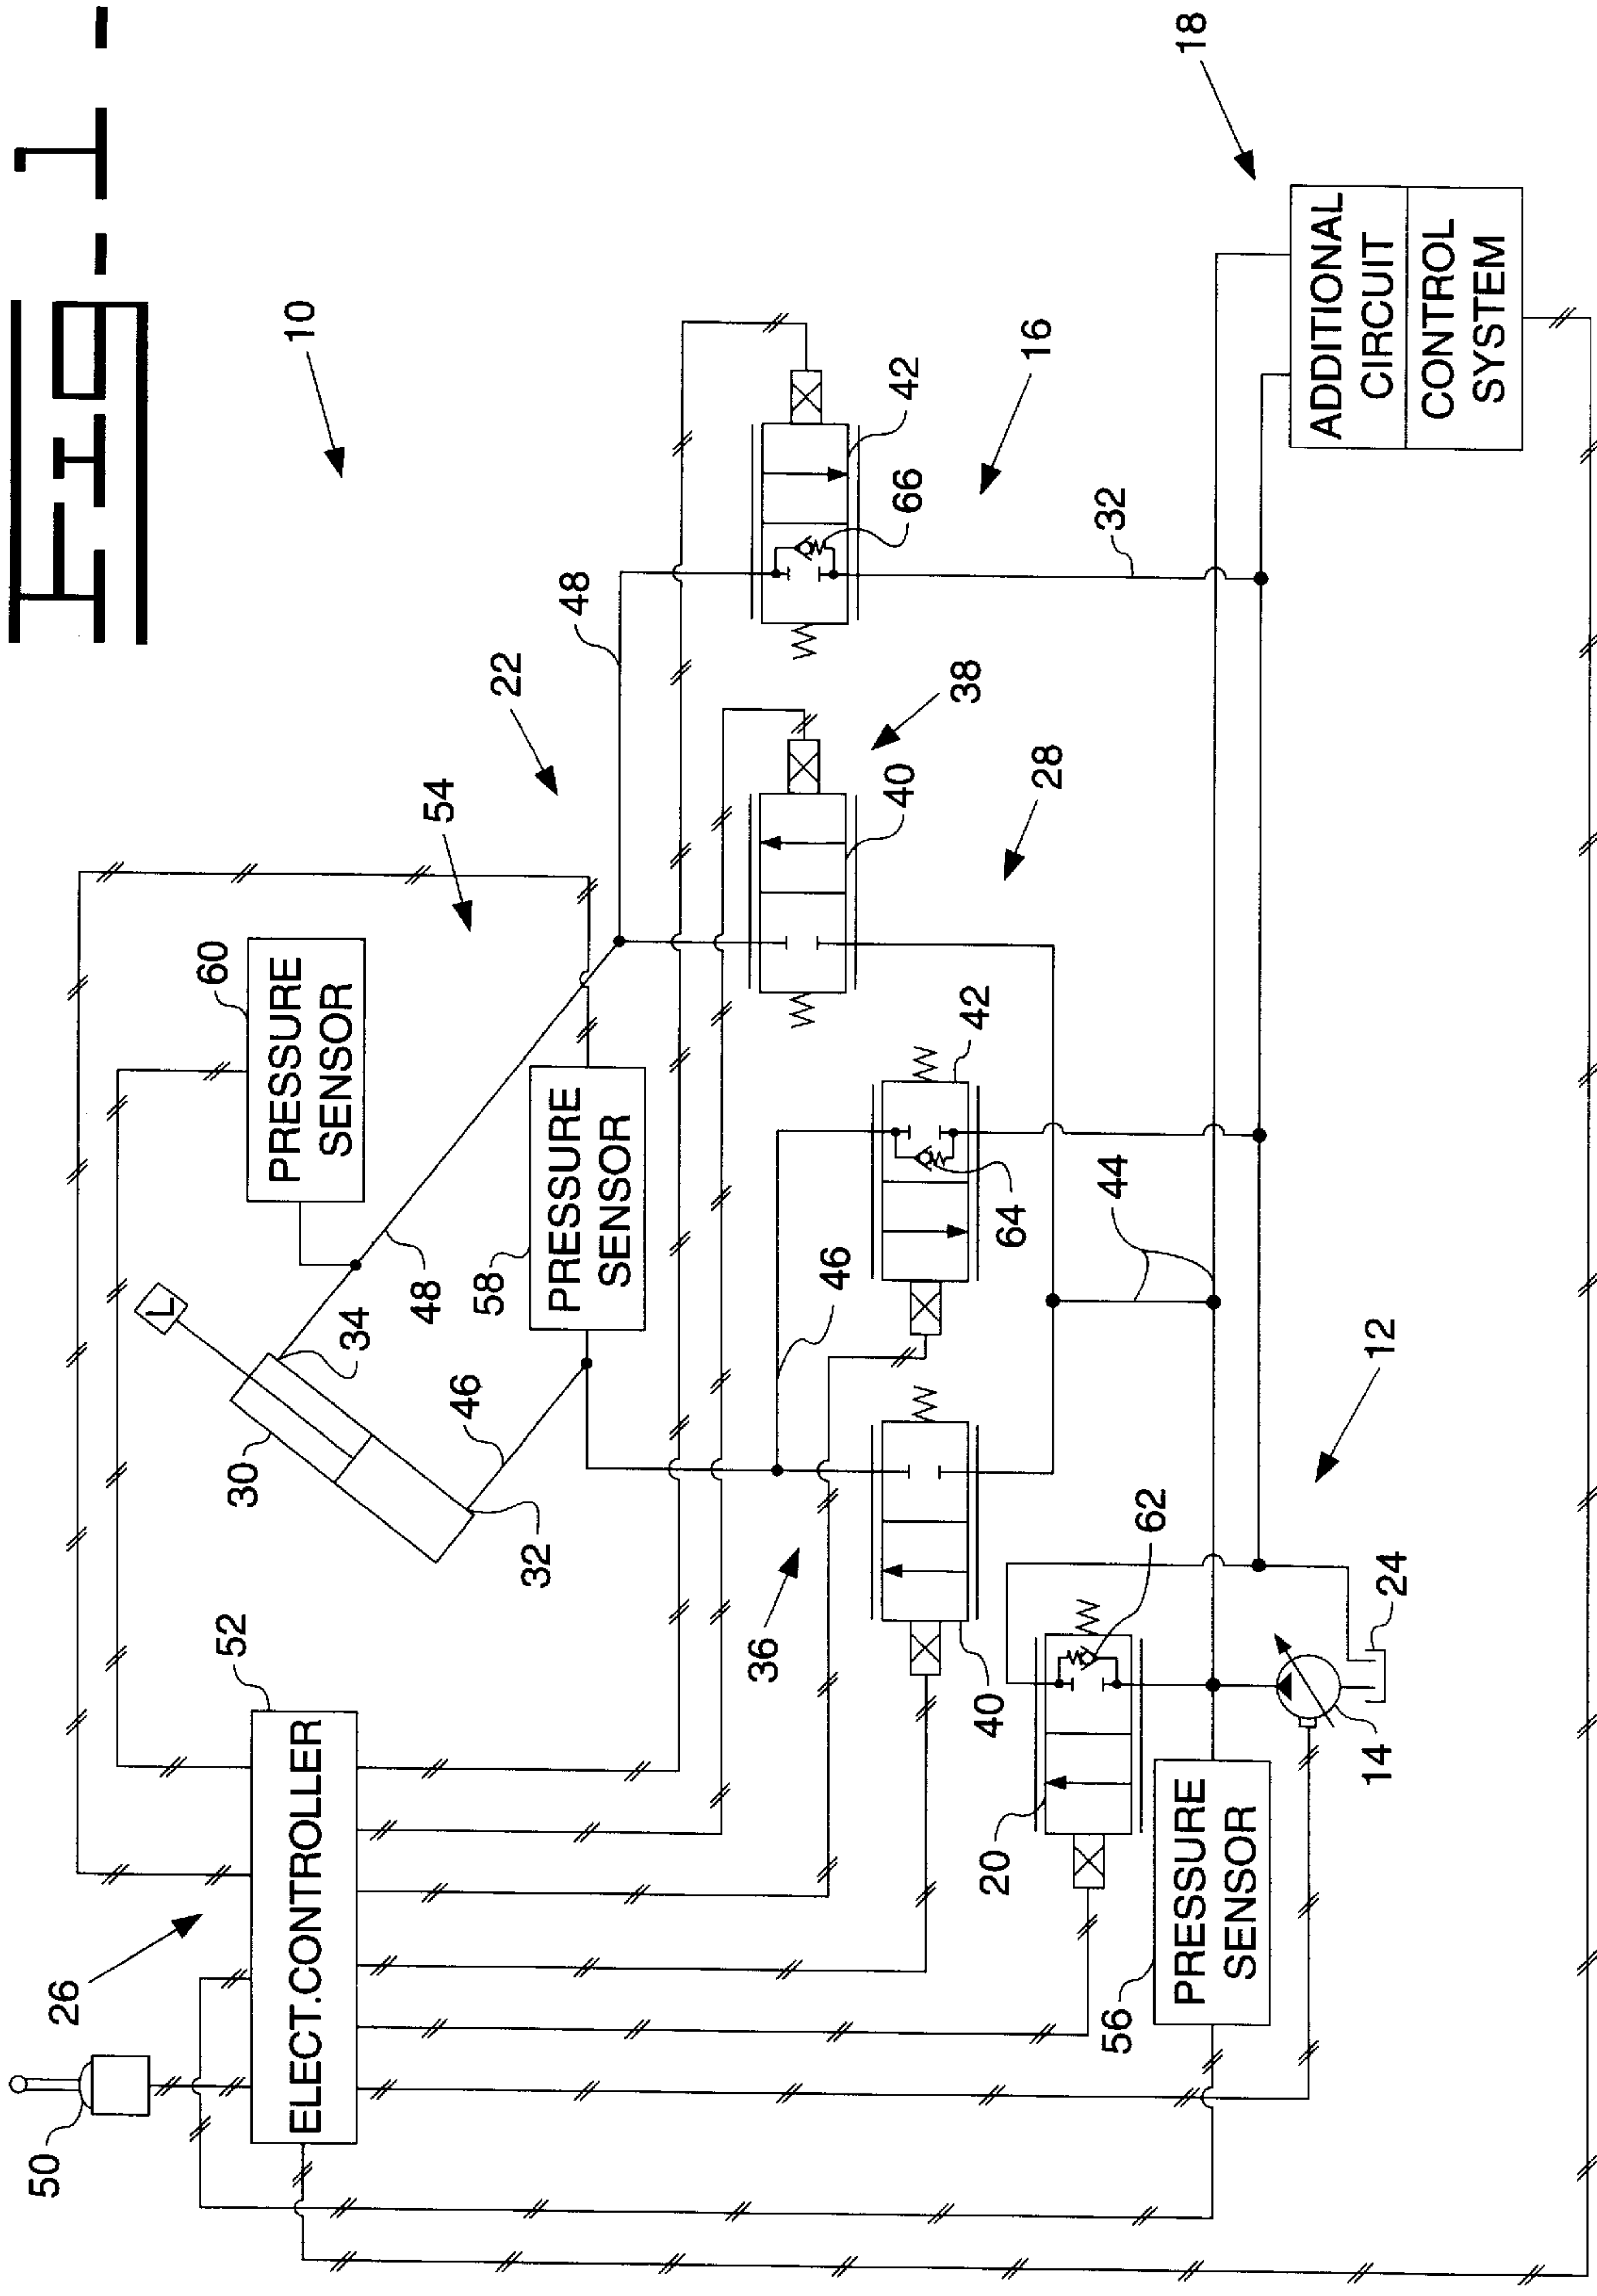 FIG - 1 -
10
18
16
42
66
32
48
22
38
40
28
54
60
PRESSURE
SENSOR
58
PRESSURE
SENSOR
L
34
48
30
46
32
46
42
64
44
12
36
40
62
24
14
20
56
PRESSURE
SENSOR
52
ELECT.CONTROLLER
26
50
ADDITIONAL
CIRCUIT
CONTROL
SYSTEM